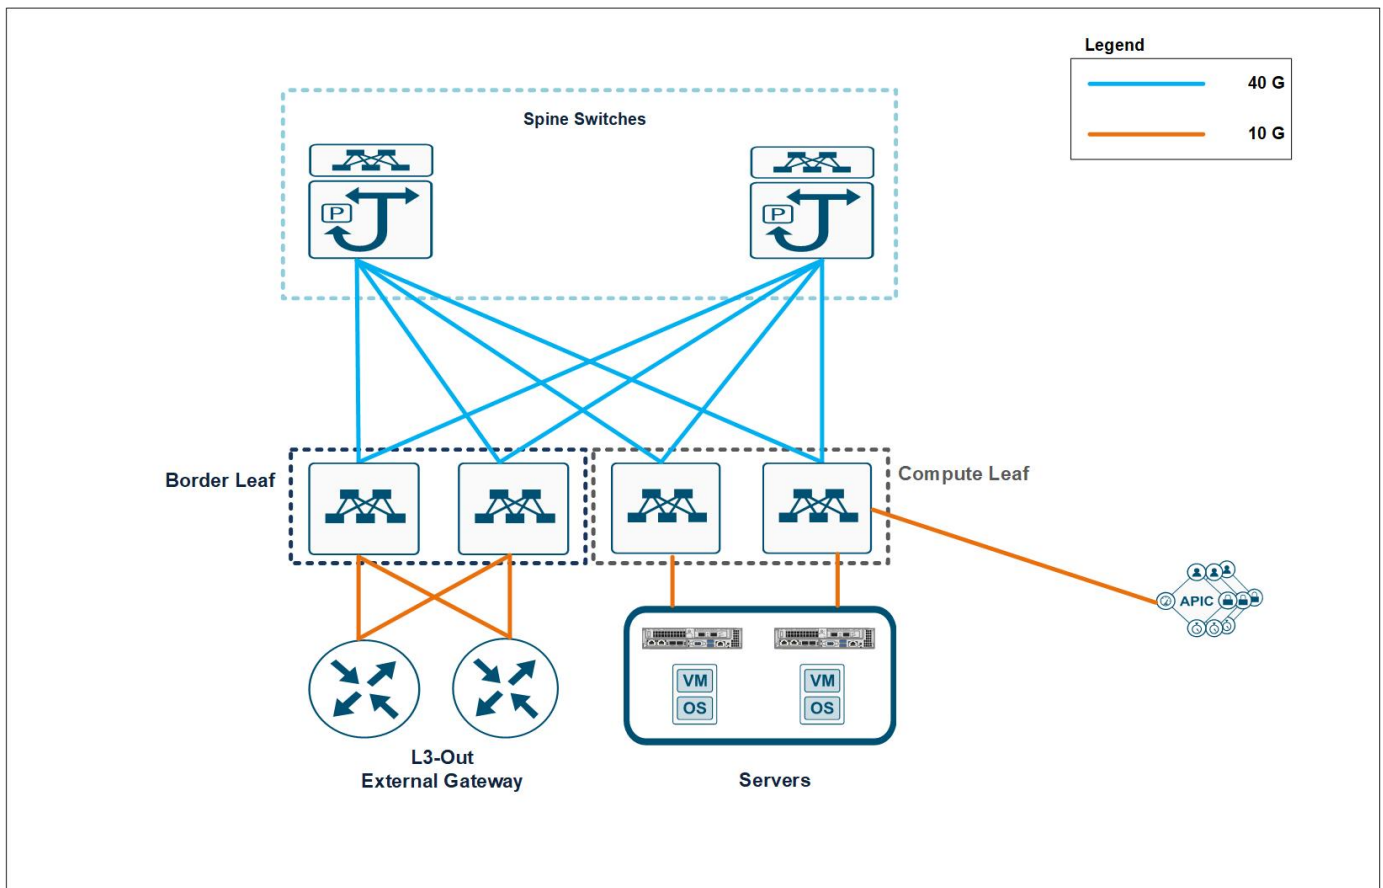 Legend
40 G
10 G
Spine Switches
P
P
Border Leaf
Compute Leaf
APIC
VM
OS
VM
OS
L3-Out
External Gateway
Servers